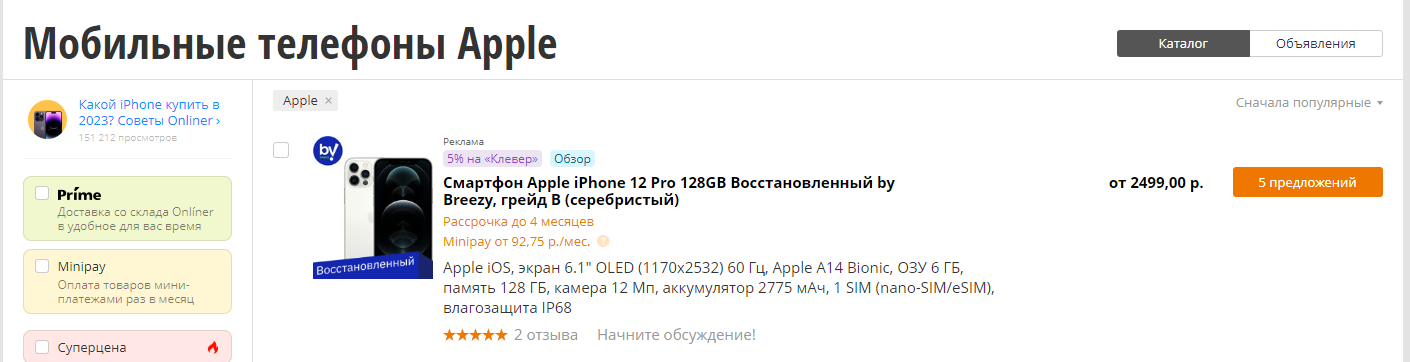 Мобильные телефоны Apple
Каталог
Объявления
Какой iPhone купить в
2023? Советы Onliner ›
151 212 просмотров
Apple ×
Сначала популярные
by
Реклама
5% на «Клевер»
Обзор
Смартфон Apple iPhone 12 Pro 128GB Восстановленный by
Breezy, грейд B (серебристый)
от 2499,00 р.
5 предложений
Рассрочка до 4 месяцев
Minipay от 92,75 р./мес. ?
Восстановленный
Apple iOS, экран 6.1" OLED (1170x2532) 60 Гц, Apple A14 Bionic, ОЗУ 6 ГБ,
память 128 ГБ, камера 12 Мп, аккумулятор 2775 мАч, 1 SIM (nano-SIM/eSIM),
влагозащита IP68
2 отзыва
Начните обсуждение!
Prime
Доставка со склада Onlíner
в удобное для вас время
Minipay
Оплата товаров мини-
платежами раз в месяц
Суперцена